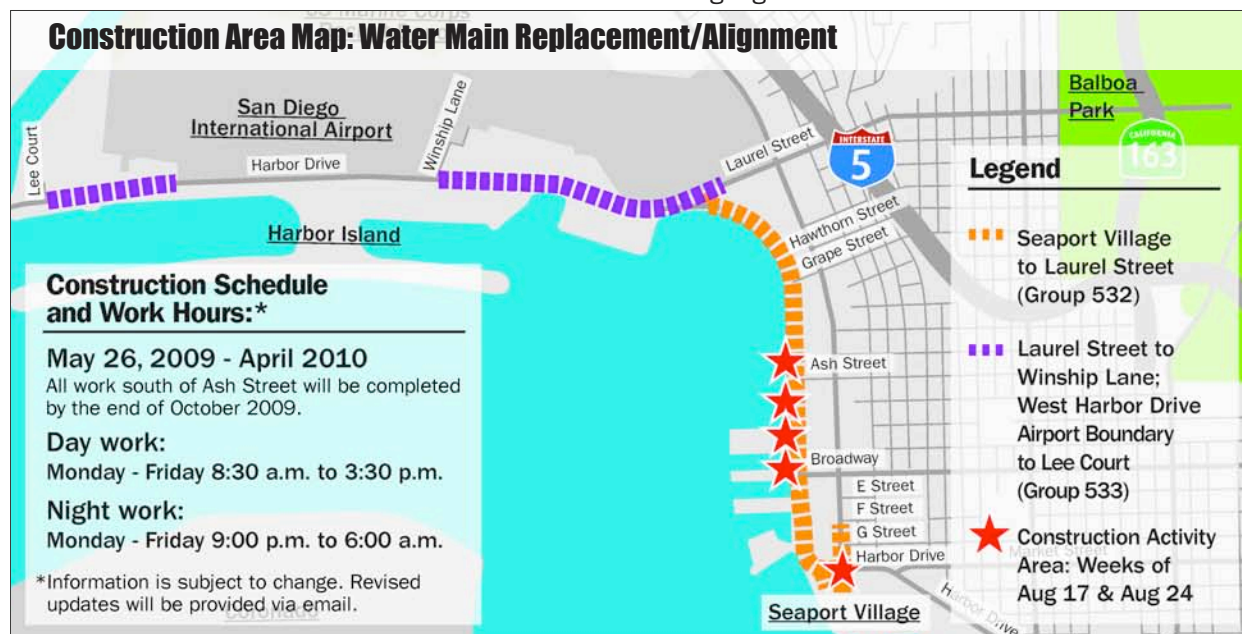 Construction Area Map: Water Main Replacement/Alignment
Balboa
Park
CALIFORNIA
163
San Diego
International Airport
Winship Lane
Lee Court
Harbor Drive
Laurel Street
INTERSTATE
5
Hawthorn Street
Grape Street
Harbor Island
Ash Street
Broadway
E Street
F Street
G Street
Harbor Drive
Market Street
Harbor Drive
Seaport Village
Coronado
Construction Schedule
and Work Hours:*
May 26, 2009 - April 2010
All work south of Ash Street will be completed
by the end of October 2009.
Day work:
Monday - Friday 8:30 a.m. to 3:30 p.m.
Night work:
Monday - Friday 9:00 p.m. to 6:00 a.m.
*Information is subject to change. Revised
updates will be provided via email.
Legend
Seaport Village
to Laurel Street
(Group 532)
Laurel Street to
Winship Lane;
West Harbor Drive
Airport Boundary
to Lee Court
(Group 533)
Construction Activity
Area: Weeks of
Aug 17 & Aug 24